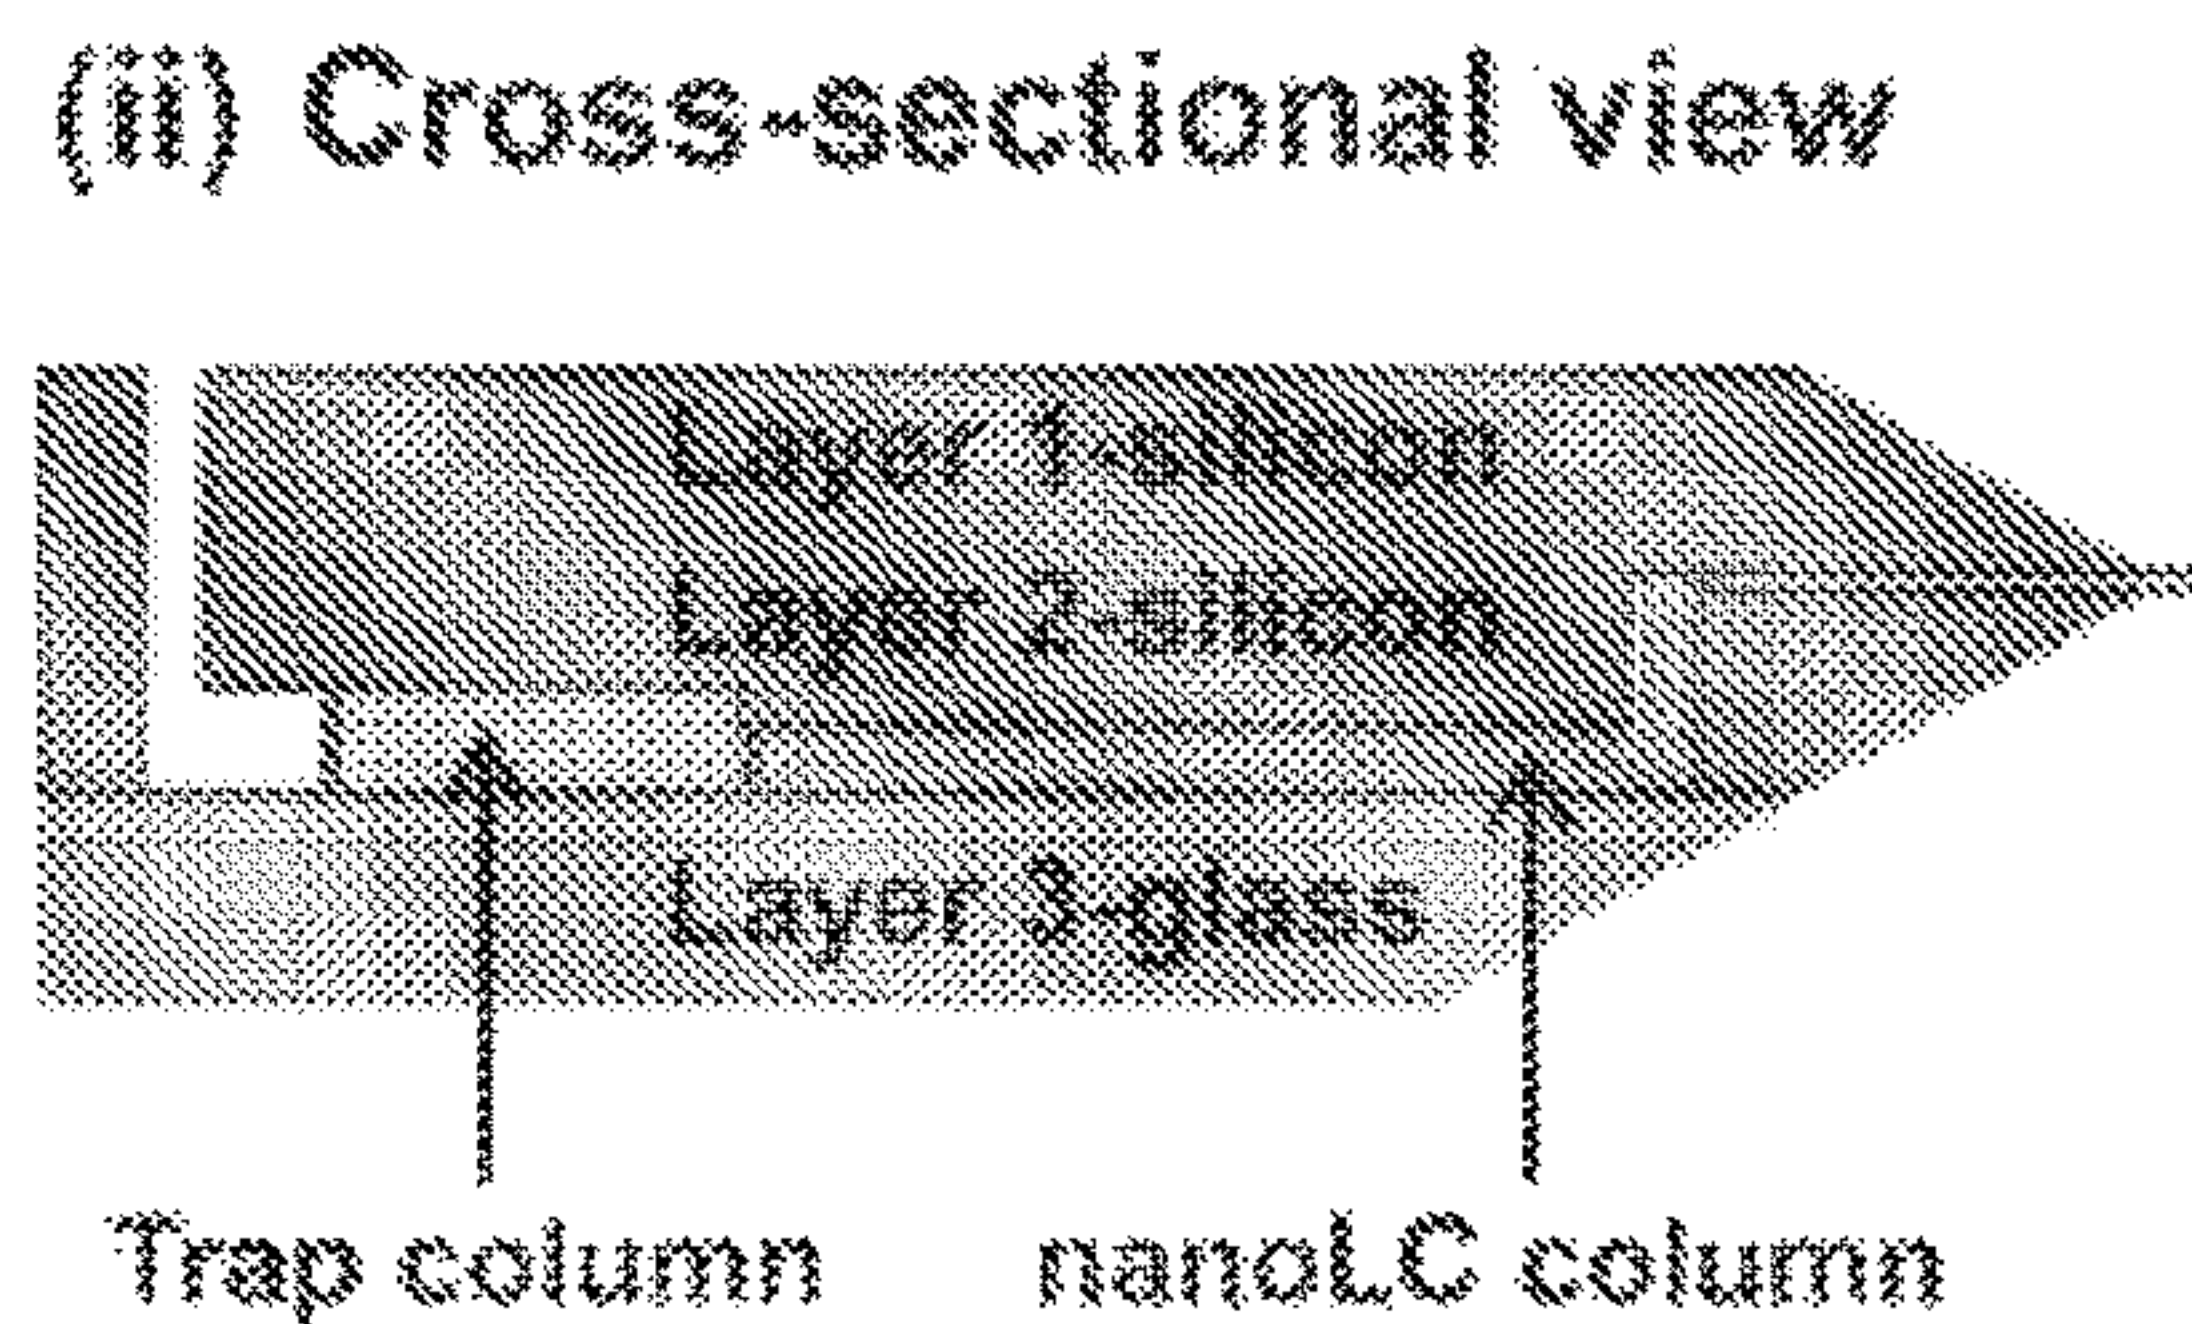 (ii) Cross-sectional view
Layer 1-silicon
Layer 2-silicon
Layer 3-glass
Trap column
nanoLC column